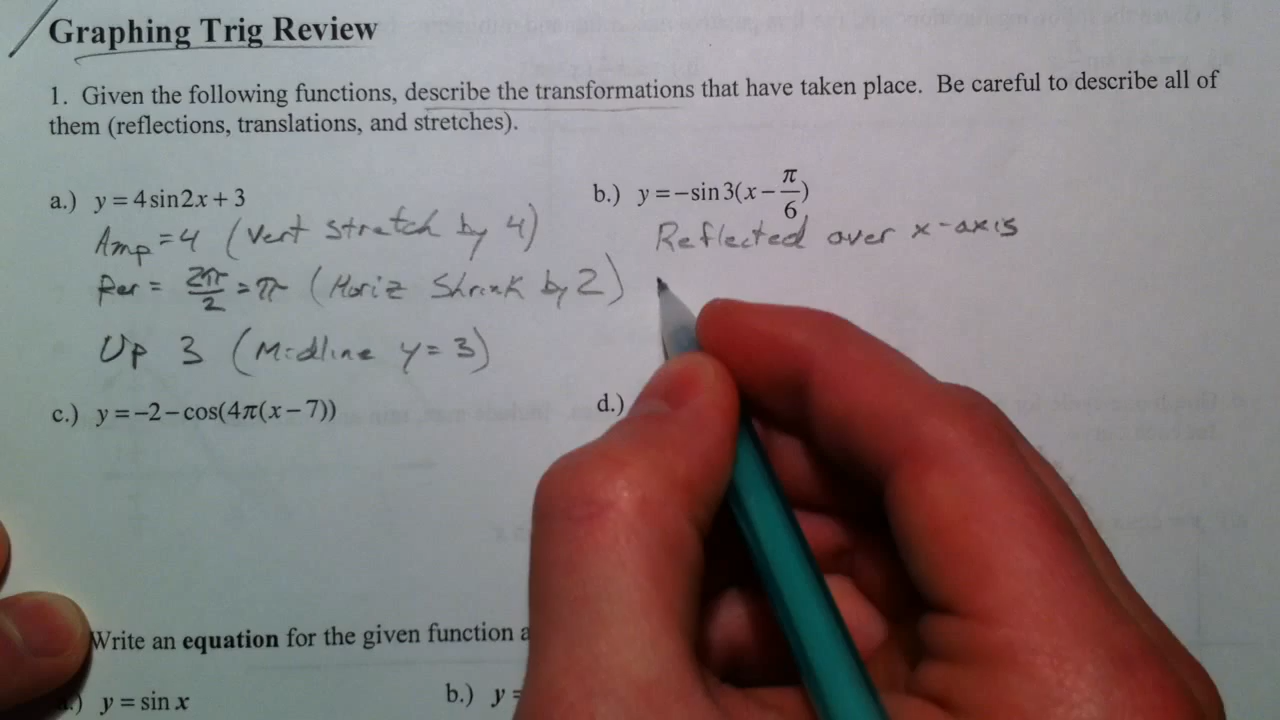 Graphing Trig Review
1. Given the following functions, describe the transformations that have taken place. Be careful to describe all of
them (reflections, translations, and stretches).
a.) y = 4sin2x + 3
Amp = 4 (Vert stretch by 4)
Per = 2π/2 = π (Horiz Shrink by 2)
Up 3 (Midline y = 3)
b.) y = −sin3(x − π/6)
Reflected over x-axis
c.) y = −2 − cos(4π(x − 7))
d.)
Write an equation for the given function
.) y = sin x
b.) y =